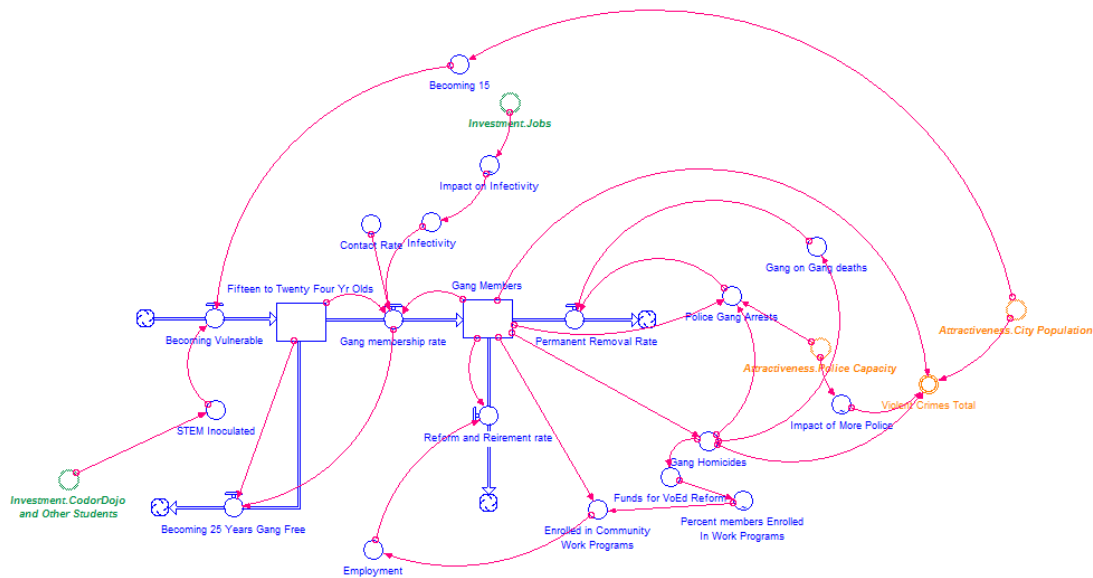 Becoming 15
Investment.Jobs
Impact on Infectivity
Contact Rate
Infectivity
Gang on Gang deaths
Fifteen to Twenty Four Yr Olds
Gang Members
Police Gang Arrests
Attractiveness.City Population
Becoming Vulnerable
Gang membership rate
Permanent Removal Rate
Attractiveness.Police Capacity
Violent Crimes Total
Impact of More Police
STEM Inoculated
Reform and Reirement rate
Gang Homicides
Investment.CodorDojo
and Other Students
Funds for VoEd Reform
Becoming 25 Years Gang Free
Enrolled in Community
Work Programs
Percent members Enrolled
In Work Programs
Employment